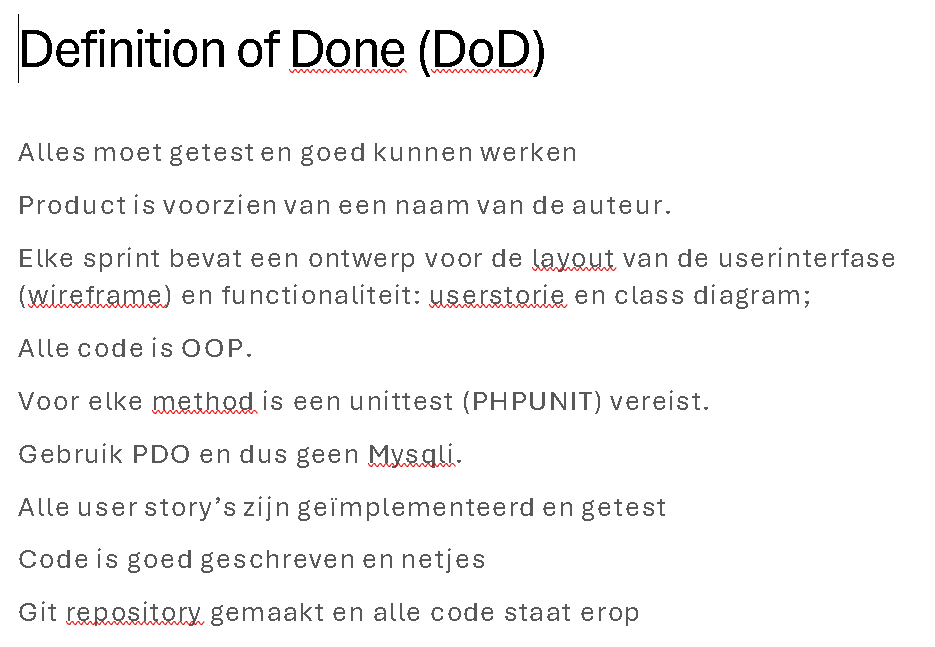 Definition of Done (DoD)
Alles moet getest en goed kunnen werken
Product is voorzien van een naam van de auteur.
Elke sprint bevat een ontwerp voor de layout van de userinterfase
(wireframe) en functionaliteit: userstorie en class diagram;
Alle code is OOP.
Voor elke method is een unittest (PHPUNIT) vereist.
Gebruik PDO en dus geen Mysqli.
Alle user story’s zijn geïmplementeerd en getest
Code is goed geschreven en netjes
Git repository gemaakt en alle code staat erop